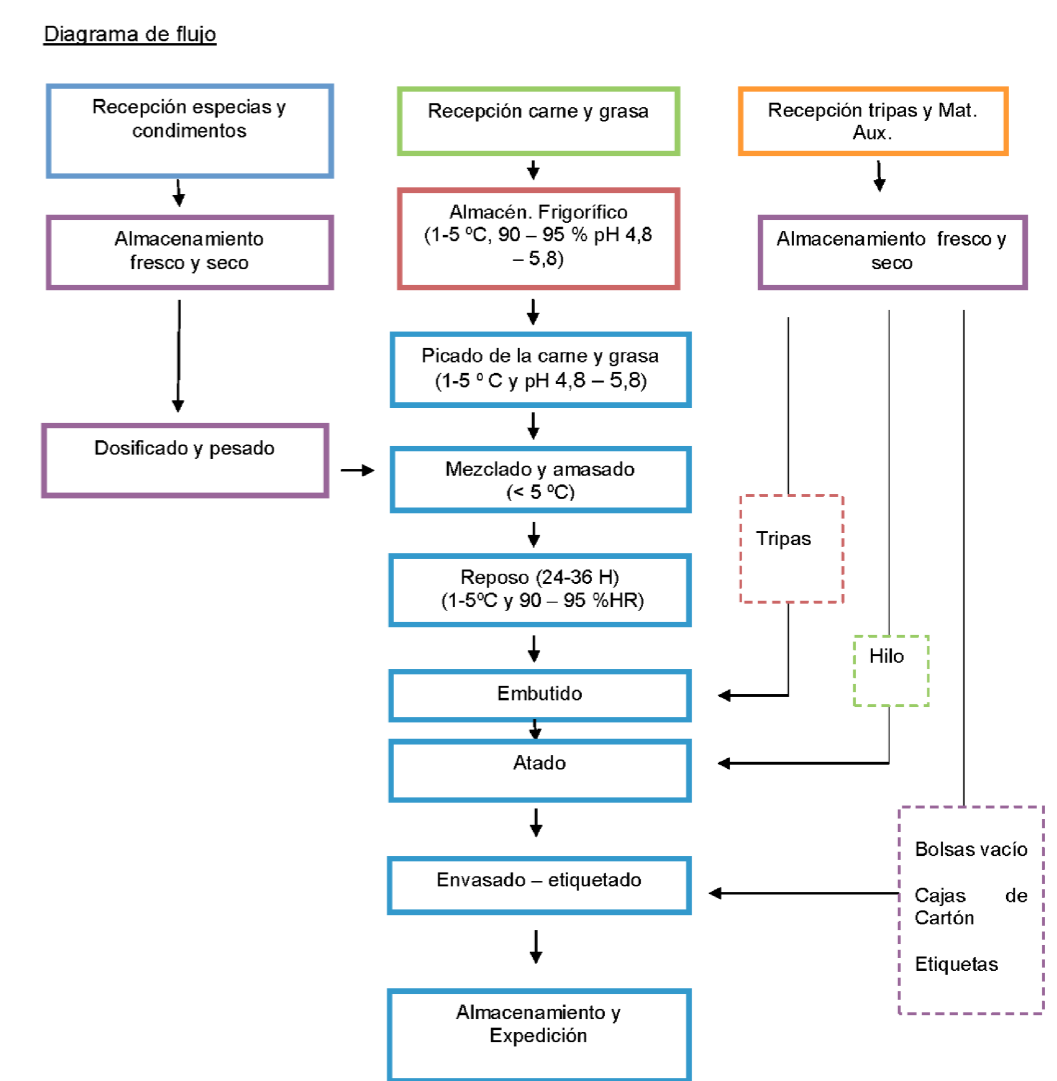 Diagrama de flujo
Recepción especias y
condimentos
Recepción carne y grasa
Recepción tripas y Mat.
Aux.
Almacenamiento
fresco y seco
Almacén. Frigorífico
(1-5 ºC, 90 – 95 % pH 4,8
– 5,8)
Almacenamiento fresco y
seco
Picado de la carne y grasa
(1-5 º C y pH 4,8 – 5,8)
Dosificado y pesado
Mezclado y amasado
(< 5 ºC)
Reposo (24-36 H)
(1-5ºC y 90 – 95 %HR)
Tripas
Hilo
Embutido
Atado
Envasado – etiquetado
Bolsas vacío
Cajas de
Cartón
Etiquetas
Almacenamiento y
Expedición